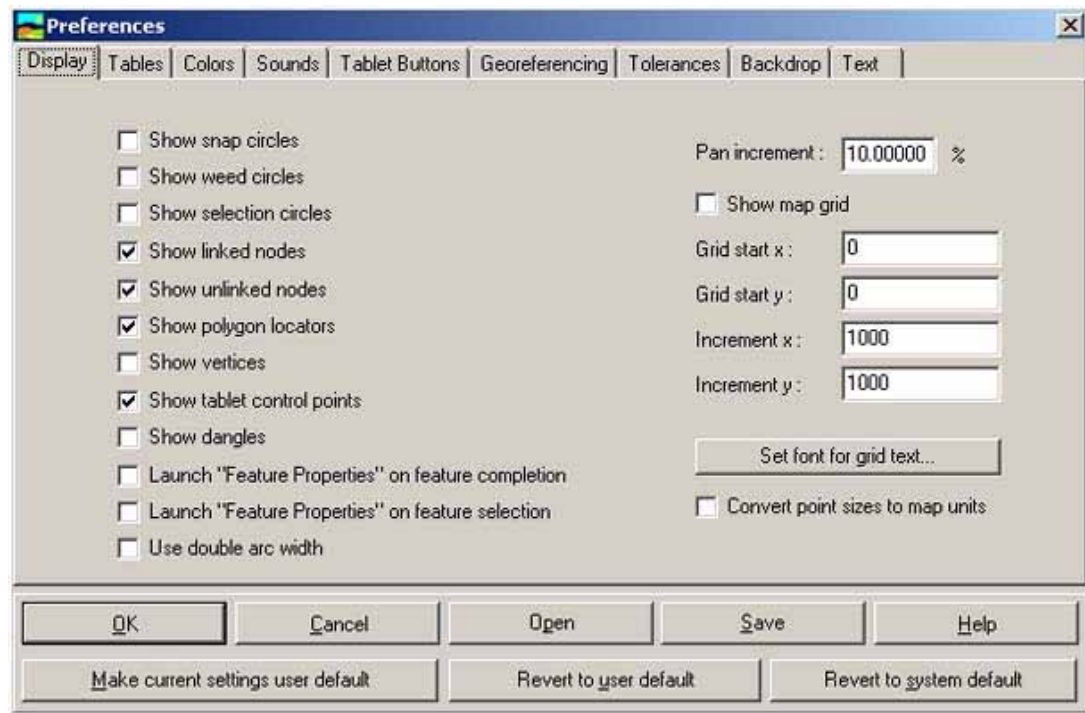 Preferences
Display Tables Colors Sounds Tablet Buttons Georeferencing Tolerances Backdrop Text
Show snap circles
Show weed circles
Show selection circles
Show linked nodes
Show unlinked nodes
Show polygon locators
Show vertices
Show tablet control points
Show dangles
Launch "Feature Properties" on feature completion
Launch "Feature Properties" on feature selection
Use double arc width
Pan increment : 10.00000 %
Show map grid
Grid start x : 0
Grid start y : 0
Increment x : 1000
Increment y : 1000
Set font for grid text...
Convert point sizes to map units
OK Cancel Open Save Help
Make current settings user default Revert to user default Revert to system default